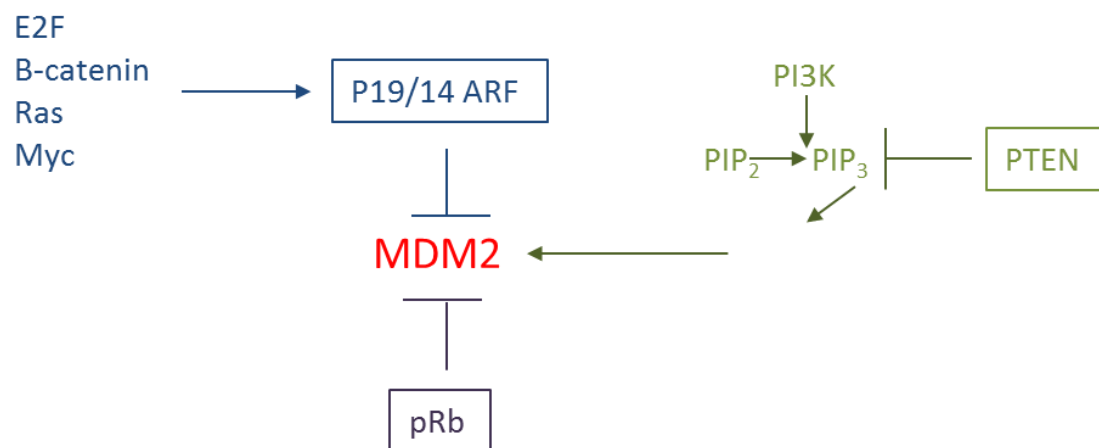 E2F
B-catenin
Ras
Myc
P19/14 ARF
PI3K
PIP₂
PIP₃
PTEN
MDM2
pRb